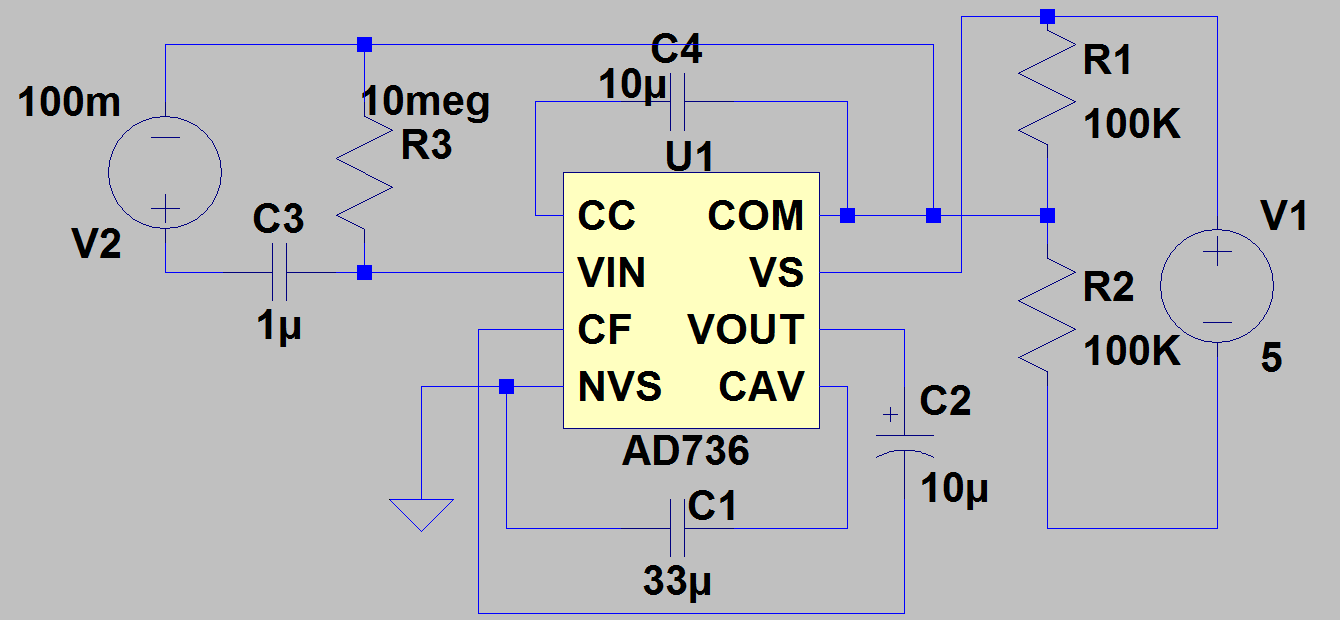 C4
R1
10µ
100m
10meg
100K
R3
U1
C3
CC
COM
V2
V1
VIN
VS
R2
1µ
CF
VOUT
100K
5
NVS
CAV
C2
AD736
10µ
C1
33µ